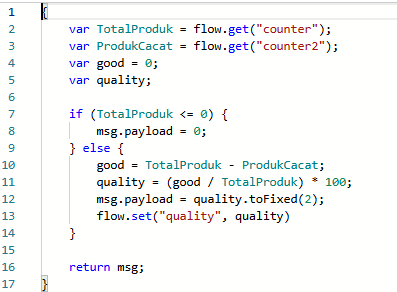 1 {
2 var TotalProduk = flow.get("counter");
3 var ProdukCacat = flow.get("counter2");
4 var good = 0;
5 var quality;
6
7 if (TotalProduk <= 0) {
8 msg.payload = 0;
9 } else {
10 good = TotalProduk - ProdukCacat;
11 quality = (good / TotalProduk) * 100;
12 msg.payload = quality.toFixed(2);
13 flow.set("quality", quality)
14 }
15
16 return msg;
17 }